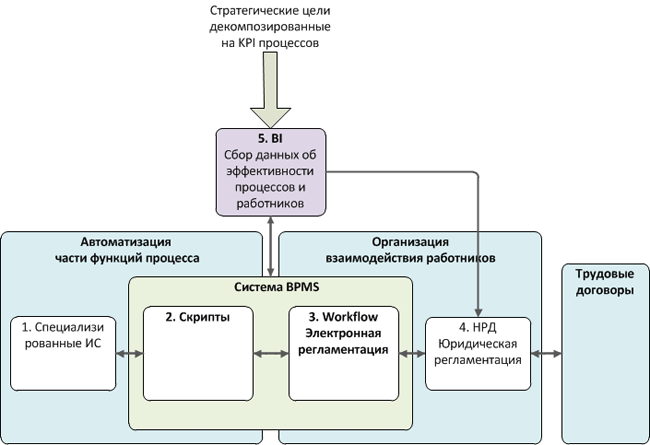 Стратегические цели
декомпозированные
на KPI процессов
5. BI
Сбор данных об
эффективности
процессов и
работников
Автоматизация
части функций процесса
Организация
взаимодействия работников
Трудовые
договоры
Система BPMS
1. Специализи
рованные ИС
2. Скрипты
3. Workflow
Электронная
регламентация
4. НРД
Юридическая
регламентация